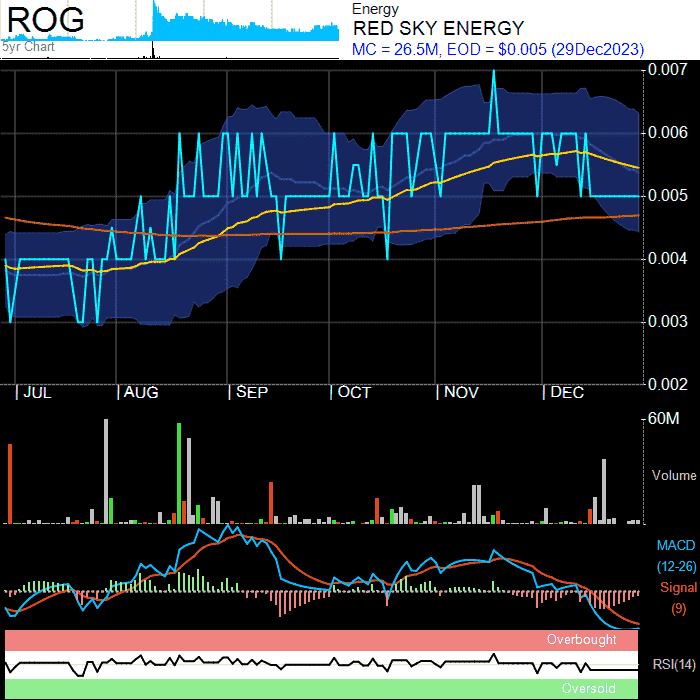 ROG
5yr Chart
Energy
RED SKY ENERGY
MC = 26.5M, EOD = $0.005 (29Dec2023)
0.007
0.006
0.005
0.004
0.003
0.002
| JUL | AUG | SEP | OCT | NOV | DEC
60M
Volume
MACD
(12-26)
Signal
(9)
Overbought
RSI(14)
Oversold